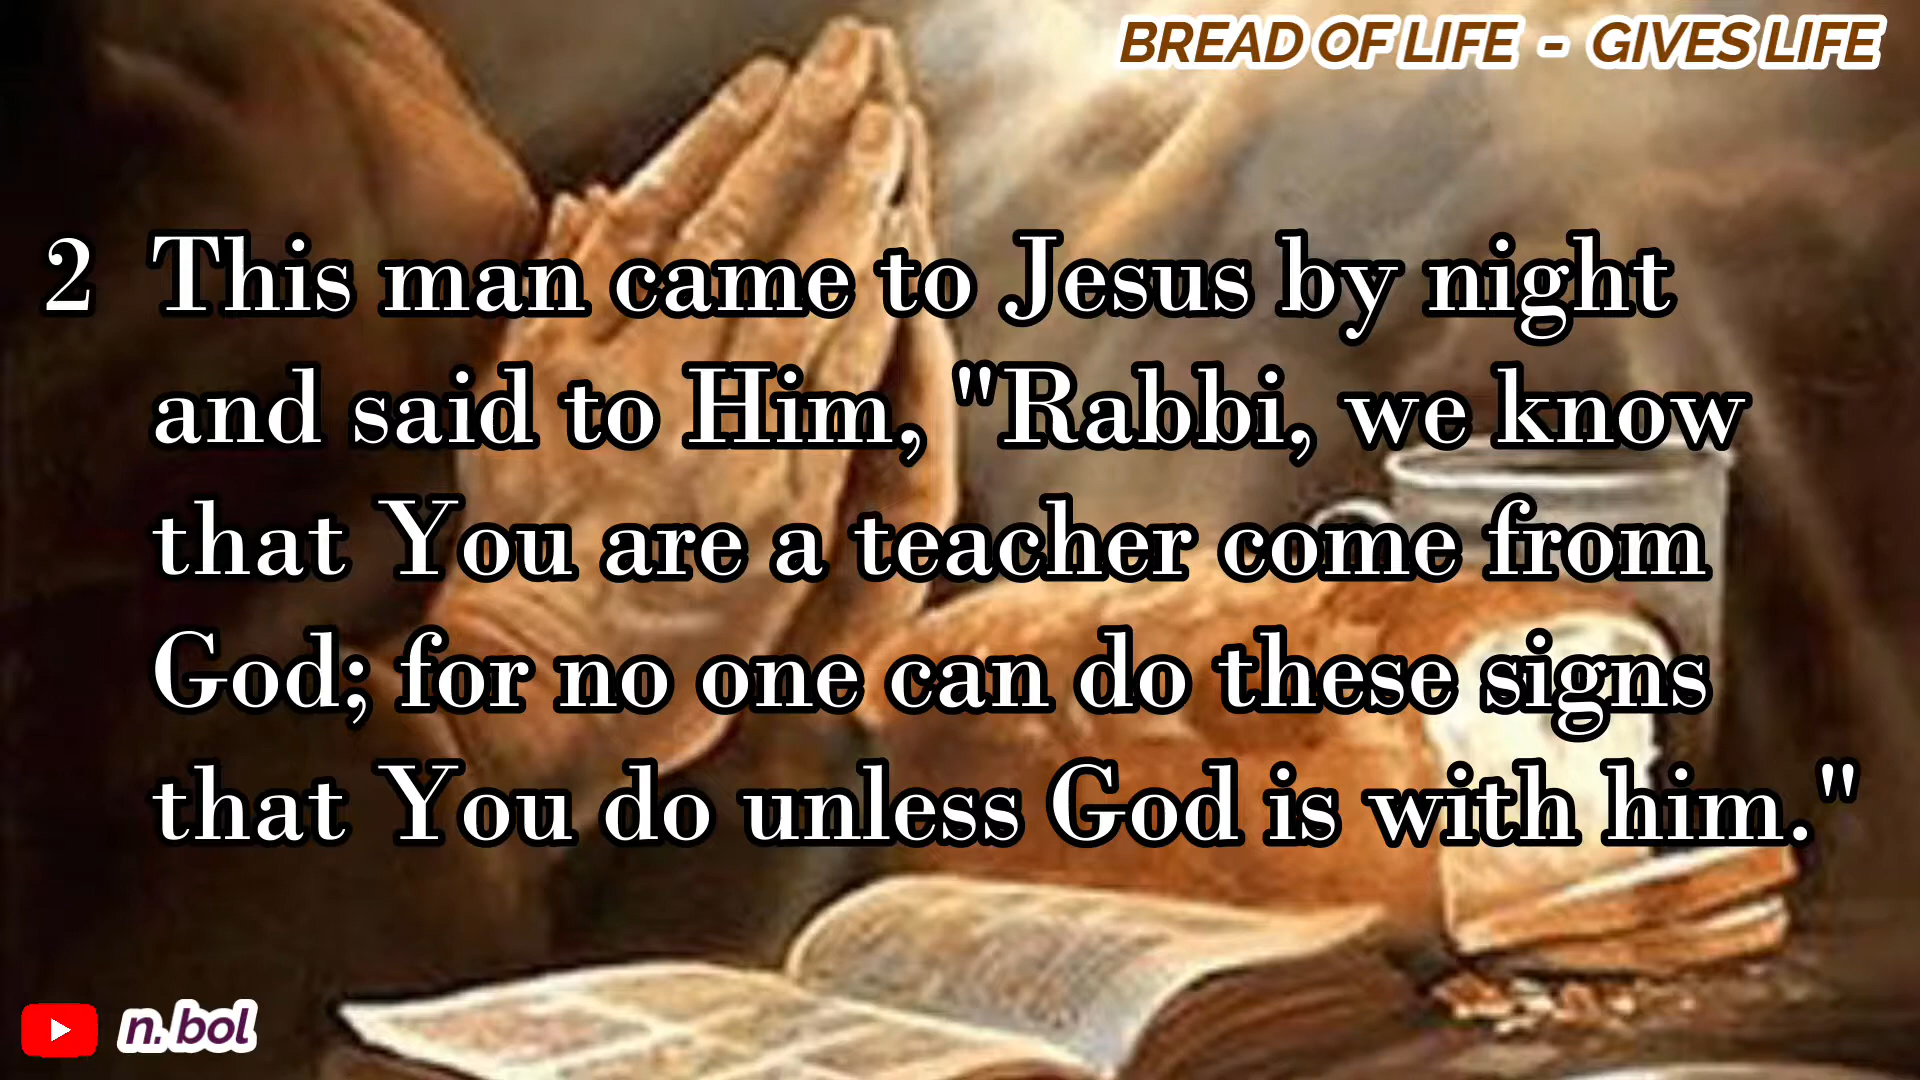 BREAD OF LIFE - GIVES LIFE
2 This man came to Jesus by night
and said to Him, "Rabbi, we know
that You are a teacher come from
God; for no one can do these signs
that You do unless God is with him."
n. bol